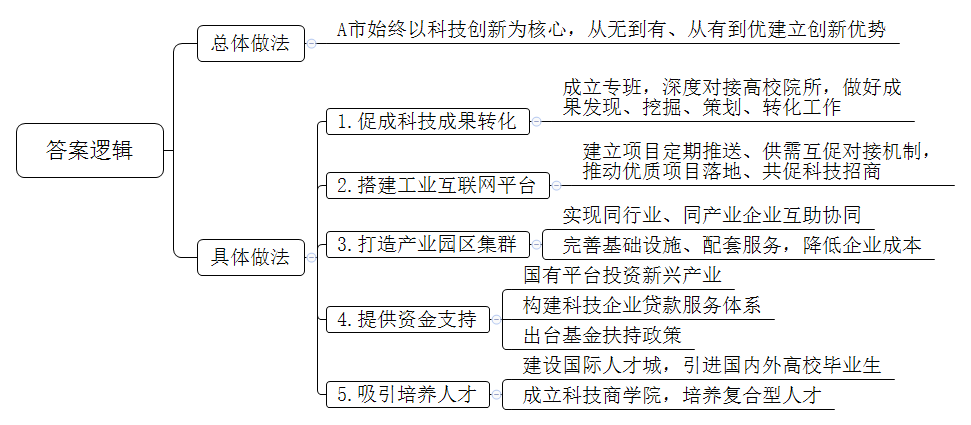 答案逻辑
总体做法
A市始终以科技创新为核心，从无到有、从有到优建立创新优势
具体做法
1.促成科技成果转化
成立专班，深度对接高校院所，做好成
果发现、挖掘、策划、转化工作
2.搭建工业互联网平台
建立项目定期推送、供需互促对接机制，
推动优质项目落地、共促科技招商
3.打造产业园区集群
实现同行业、同产业企业互助协同
完善基础设施、配套服务，降低企业成本
4.提供资金支持
国有平台投资新兴产业
构建科技企业贷款服务体系
出台基金扶持政策
5.吸引培养人才
建设国际人才城，引进国内外高校毕业生
成立科技商学院，培养复合型人才